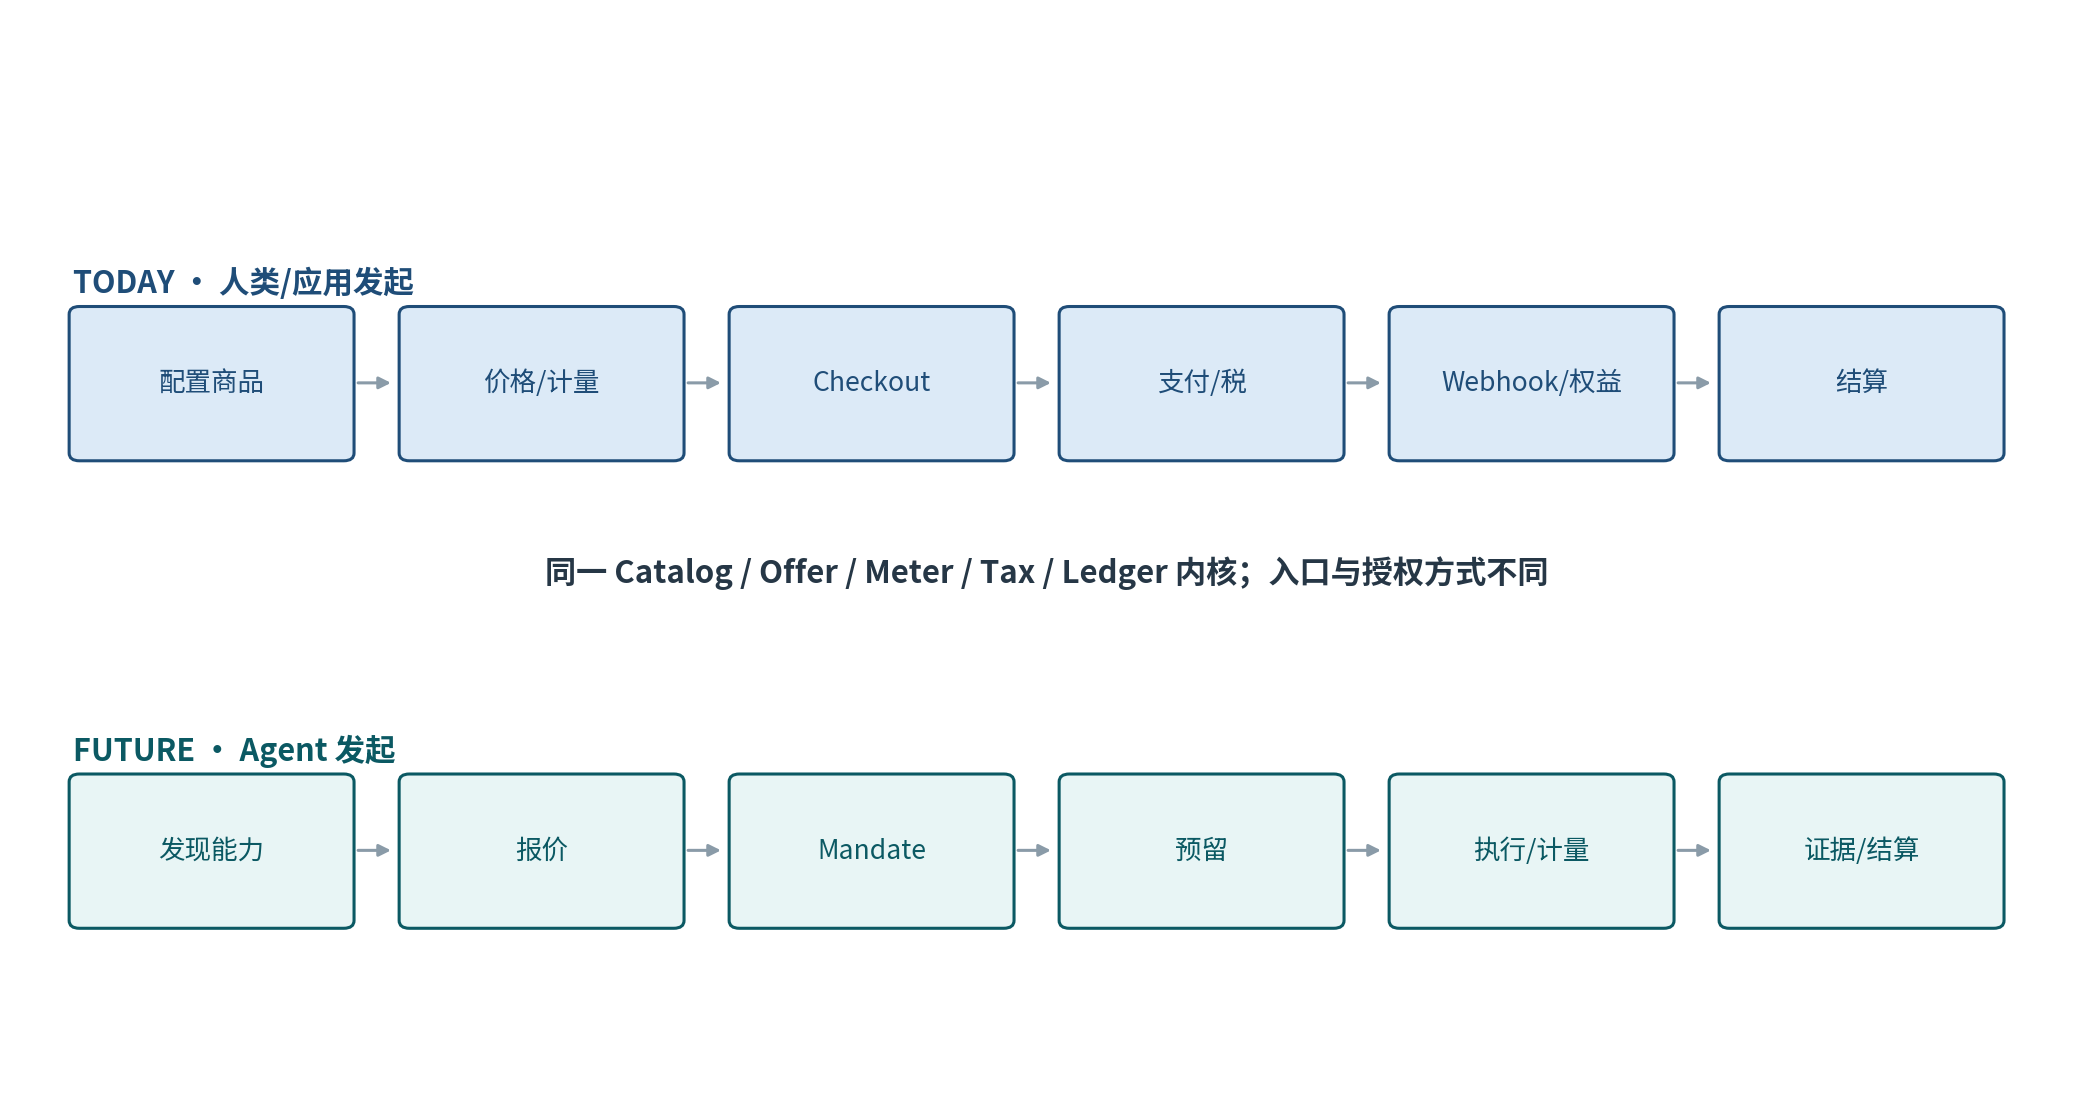 TODAY · 人类/应用发起
配置商品
价格/计量
Checkout
支付/税
Webhook/权益
结算
同一 Catalog / Offer / Meter / Tax / Ledger 内核；入口与授权方式不同
FUTURE · Agent 发起
发现能力
报价
Mandate
预留
执行/计量
证据/结算